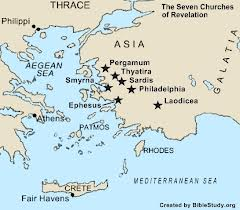 THRACE
The Seven Churches
of Revelation
Philippi
ASIA
AEGEAN
SEA
Pergamum
Thyatira
Sardis
Smyrna
Philadelphia
Ephesus
Laodicea
GALATIA
Athens
PATMOS
RHODES
MEDITERRANEAN SEA
CRETE
Fair Havens
Created by BibleStudy.org